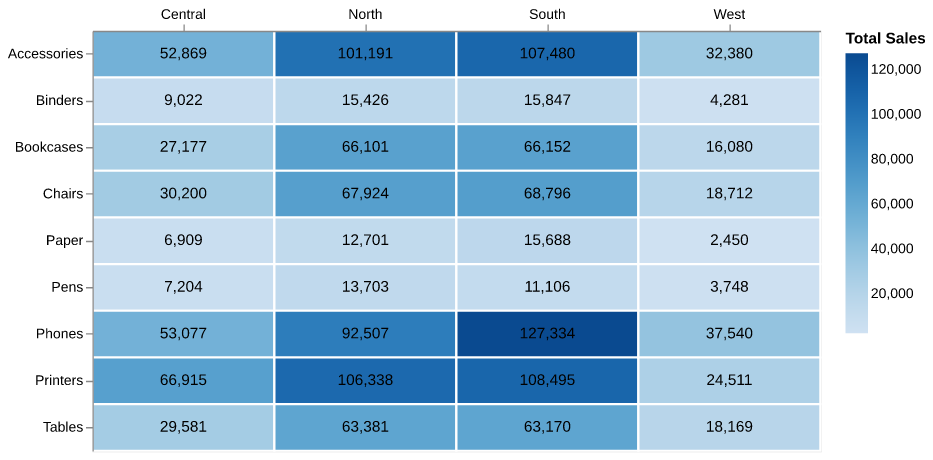 Central North South West
Total Sales
Accessories 52,869 101,191 107,480 32,380
120,000
Binders 9,022 15,426 15,847 4,281
100,000
Bookcases 27,177 66,101 66,152 16,080
80,000
Chairs 30,200 67,924 68,796 18,712
60,000
Paper 6,909 12,701 15,688 2,450
40,000
Pens 7,204 13,703 11,106 3,748
20,000
Phones 53,077 92,507 127,334 37,540
Printers 66,915 106,338 108,495 24,511
Tables 29,581 63,381 63,170 18,169